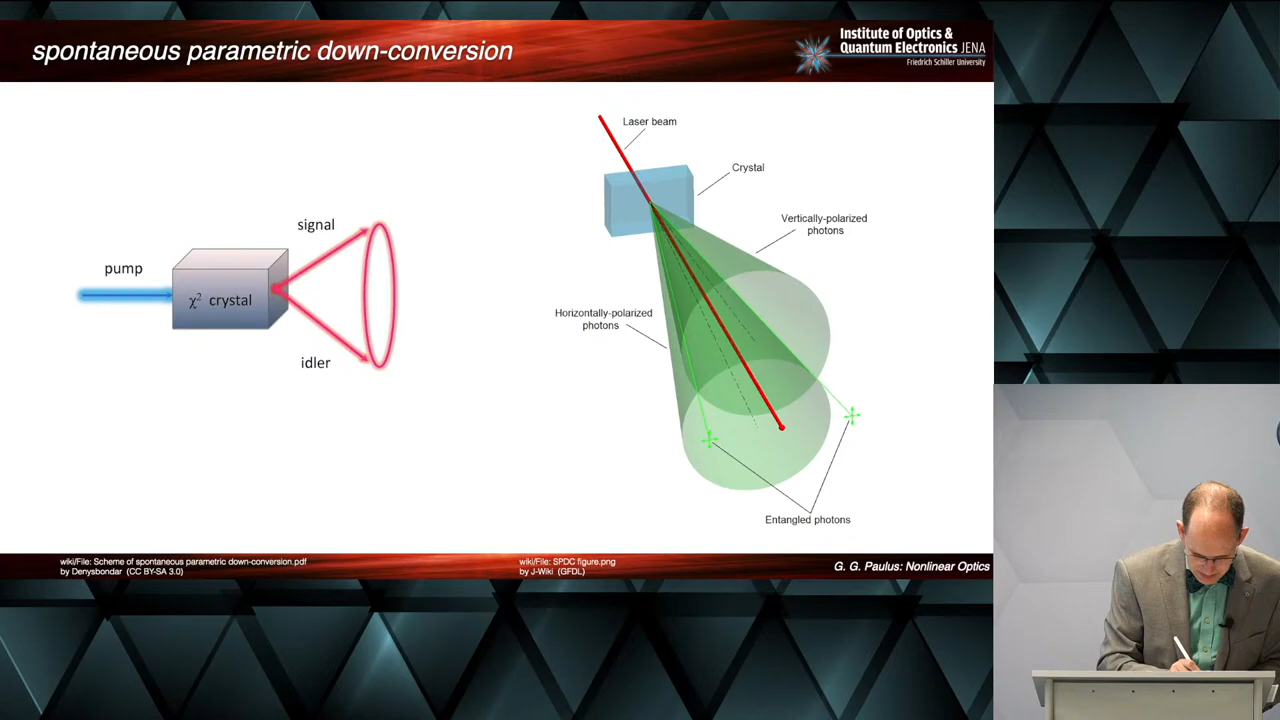 spontaneous parametric down-conversion
Institute of Optics &
Quantum Electronics JENA
Friedrich Schiller University
pump
χ² crystal
signal
idler
Laser beam
Crystal
Vertically-polarized
photons
Horizontally-polarized
photons
Entangled photons
wiki/File: Scheme of spontaneous parametric down-conversion.pdf
by Denysbondar (CC BY-SA 3.0)
wiki/File: SPDC figure.png
by J-Wiki (GFDL)
G. G. Paulus: Nonlinear Optics